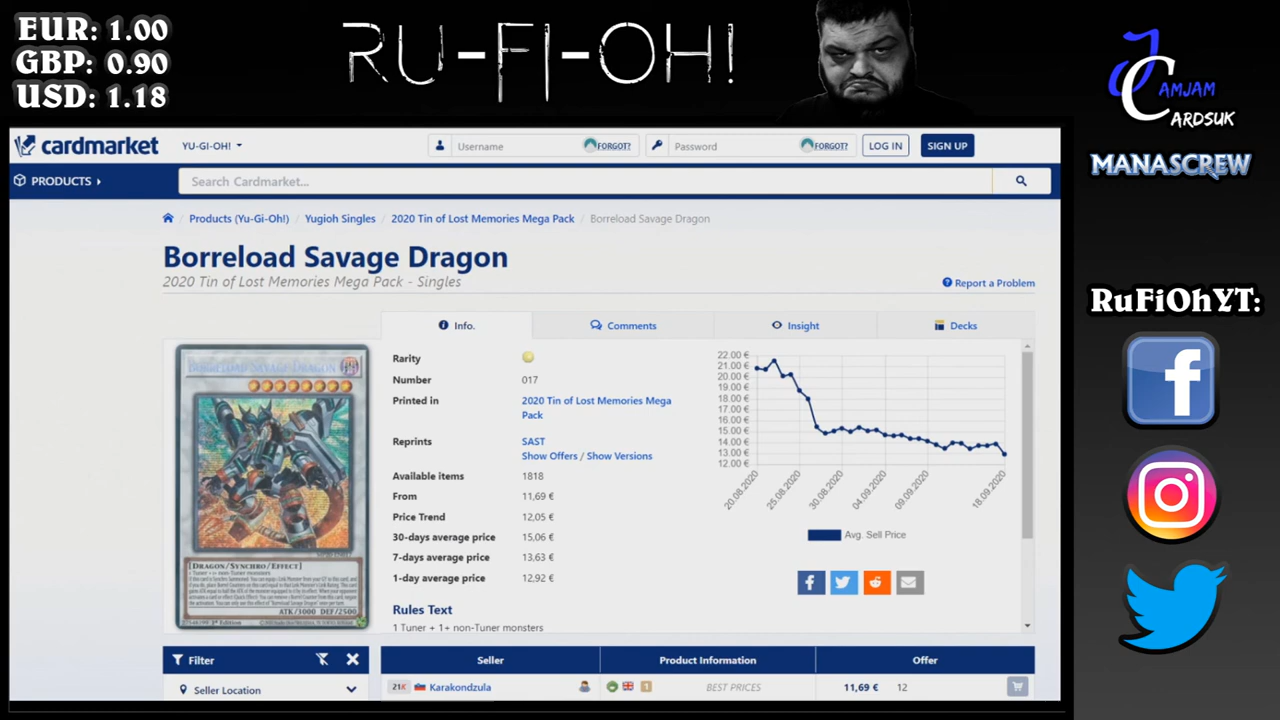 EUR: 1.00
GBP: 0.90
USD: 1.18
RU-FI-OH!
JAMJAM
CARDSUK
MANASCREW
RuFiOhYT:
cardmarket
YU-GI-OH!
Username
FORGOT?
Password
FORGOT?
LOG IN
SIGN UP
PRODUCTS
Search Cardmarket...
Products (Yu-Gi-Oh!)
Yugioh Singles
2020 Tin of Lost Memories Mega Pack
Borreload Savage Dragon
Borreload Savage Dragon
2020 Tin of Lost Memories Mega Pack - Singles
Report a Problem
Info.
Comments
Insight
Decks
BORRELOAD SAVAGE DRAGON
[DRAGON/SYNCHRO/EFFECT]
ATK/3000 DEF/2500
Rarity
Number 017
Printed in 2020 Tin of Lost Memories Mega
Pack
Reprints SAST
Show Offers / Show Versions
Available items 1818
From 11,69 €
Price Trend 12,05 €
30-days average price 15,06 €
7-days average price 13,63 €
1-day average price 12,92 €
Rules Text
1 Tuner + 1+ non-Tuner monsters
22.00 €
21.00 €
20.00 €
19.00 €
18.00 €
17.00 €
16.00 €
15.00 €
14.00 €
13.00 €
12.00 €
20.08.2020
25.08.2020
30.08.2020
04.09.2020
09.09.2020
18.09.2020
Avg. Sell Price
Filter
Seller Location
Seller
Product Information
Offer
21K Karakondzula
1
BEST PRICES
11,69 €
12